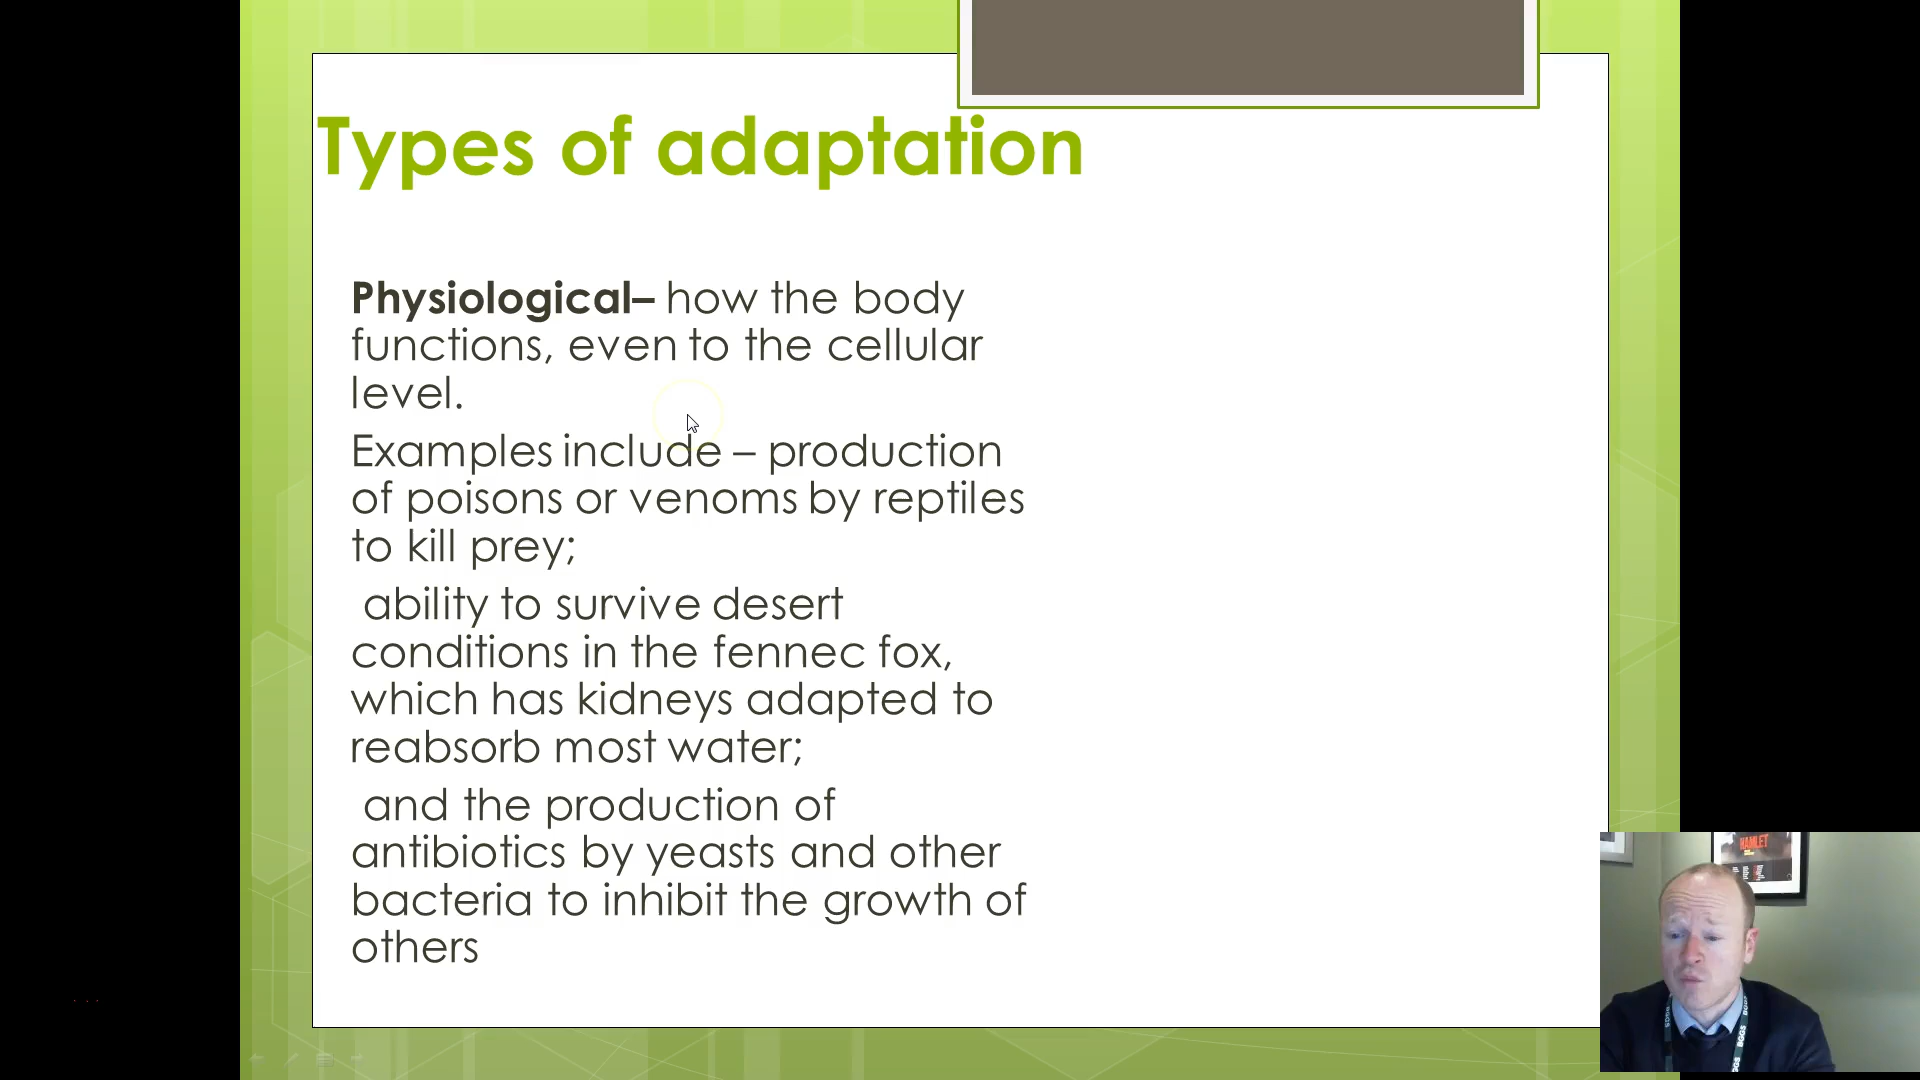 Types of adaptation
Physiological– how the body
functions, even to the cellular
level.
Examples include – production
of poisons or venoms by reptiles
to kill prey;
ability to survive desert
conditions in the fennec fox,
which has kidneys adapted to
reabsorb most water;
and the production of
antibiotics by yeasts and other
bacteria to inhibit the growth of
others
HAMLET
BGGS